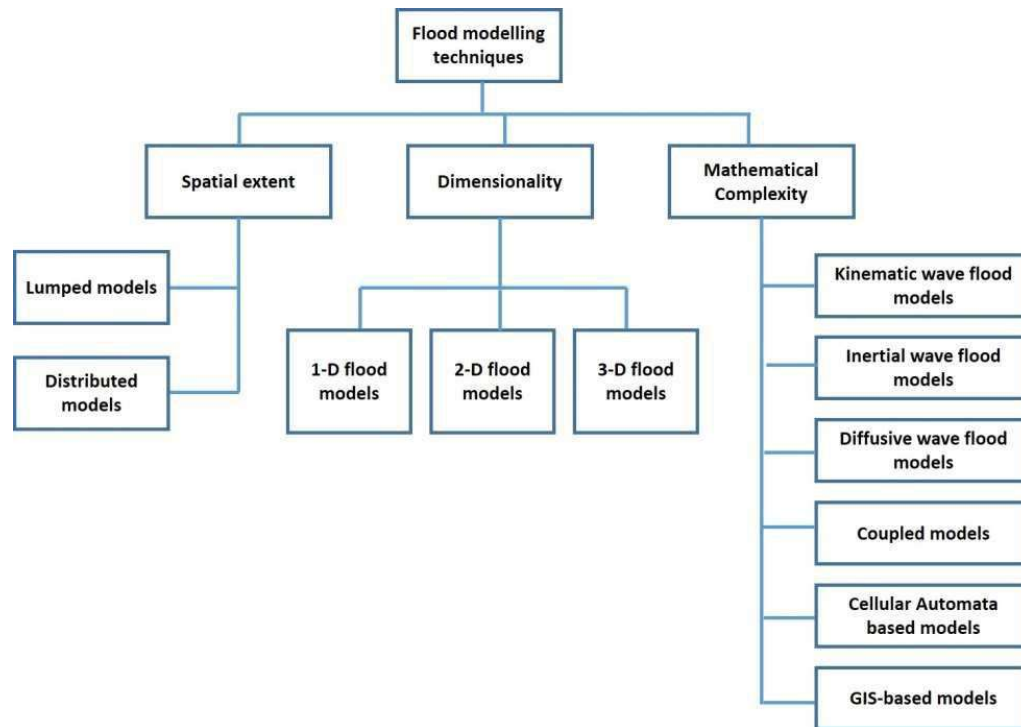 Flood modelling
techniques
Spatial extent
Dimensionality
Mathematical
Complexity
Lumped models
Distributed
models
1-D flood
models
2-D flood
models
3-D flood
models
Kinematic wave flood
models
Inertial wave flood
models
Diffusive wave flood
models
Coupled models
Cellular Automata
based models
GIS-based models